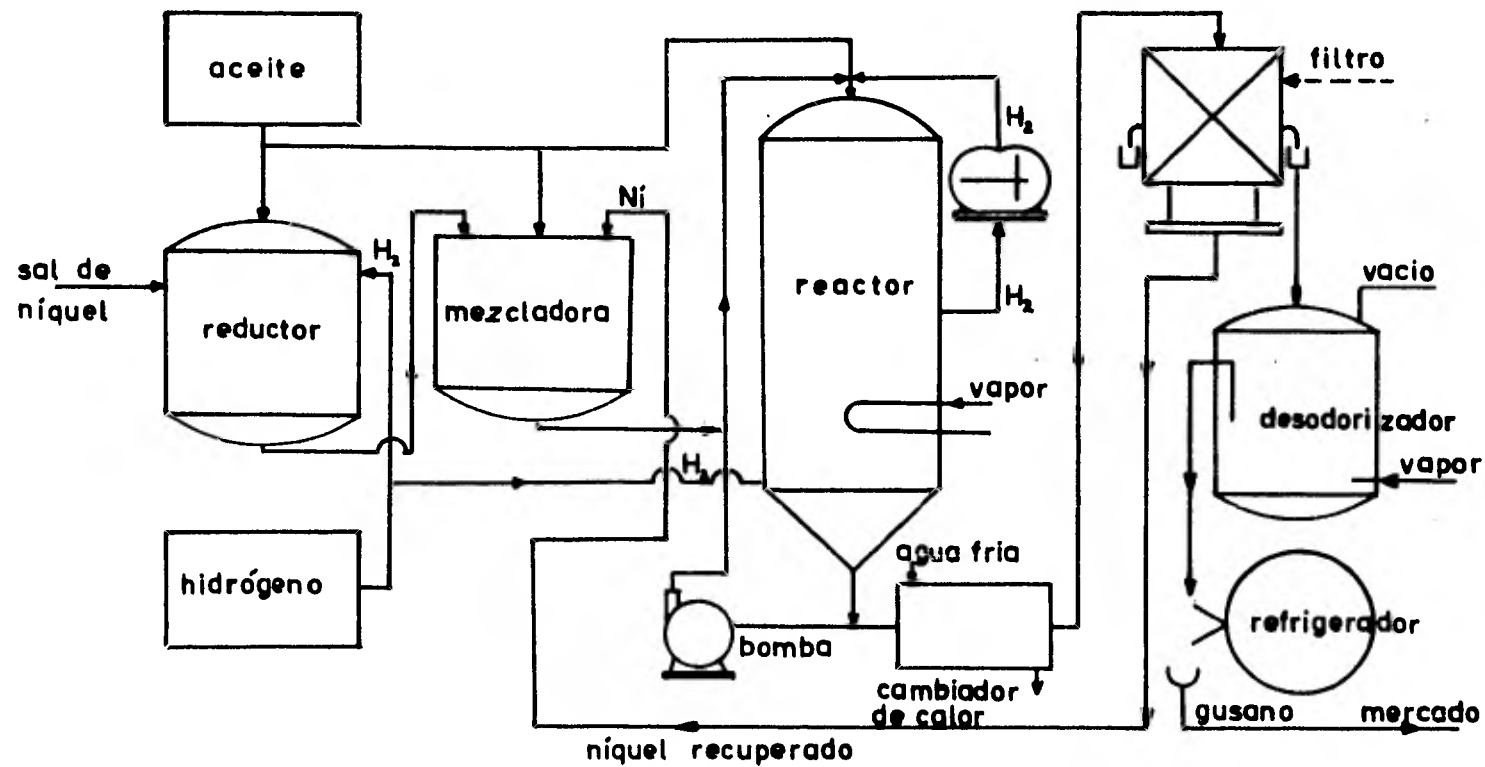 aceite
filtro
H₂
Ní
H₂
sal de
níquel
reductor
mezcladora
reactor
H₂
vacio
vapor
desodorizador
H₂
vapor
agua fria
hidrógeno
bomba
refrigerador
cambiador
de calor
gusano
mercado
níquel recuperado